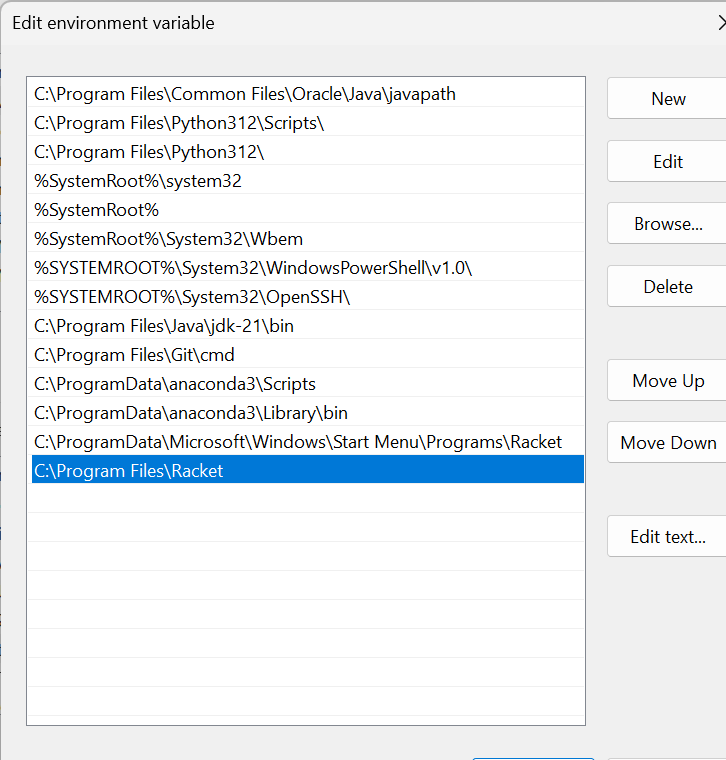 Edit environment variable
C:\Program Files\Common Files\Oracle\Java\javapath
C:\Program Files\Python312\Scripts\
C:\Program Files\Python312\
%SystemRoot%\system32
%SystemRoot%
%SystemRoot%\System32\Wbem
%SYSTEMROOT%\System32\WindowsPowerShell\v1.0\
%SYSTEMROOT%\System32\OpenSSH\
C:\Program Files\Java\jdk-21\bin
C:\Program Files\Git\cmd
C:\ProgramData\anaconda3\Scripts
C:\ProgramData\anaconda3\Library\bin
C:\ProgramData\Microsoft\Windows\Start Menu\Programs\Racket
C:\Program Files\Racket
New
Edit
Browse...
Delete
Move Up
Move Down
Edit text...